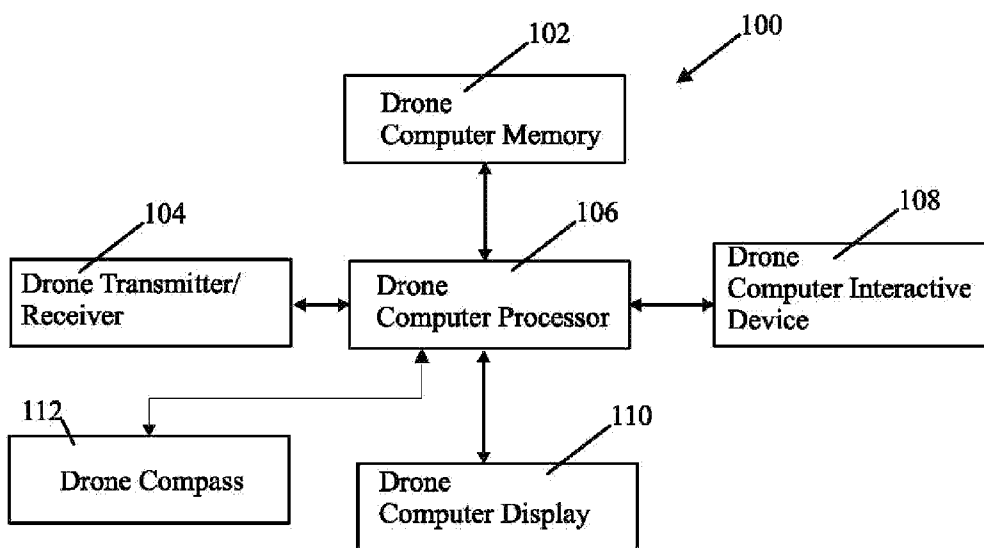 102
100
Drone
Computer Memory
104
106
108
Drone Transmitter/
Receiver
Drone
Computer Processor
Drone
Computer Interactive
Device
112
Drone Compass
110
Drone
Computer Display